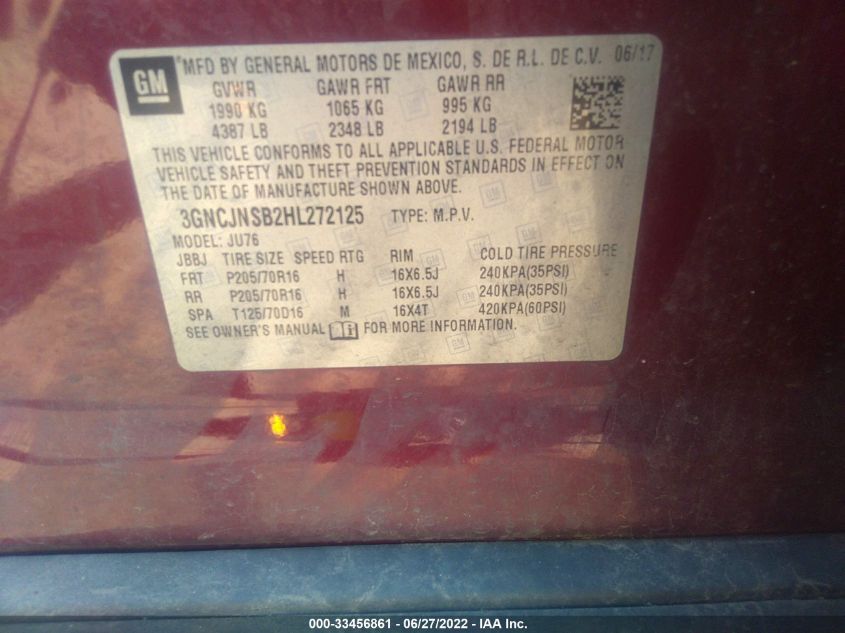 GM
*MFD BY GENERAL MOTORS DE MEXICO, S. DE R.L. DE C.V. 06/17
GVWR GAWR FRT GAWR RR
1990 KG 1065 KG 995 KG
4387 LB 2348 LB 2194 LB
THIS VEHICLE CONFORMS TO ALL APPLICABLE U.S. FEDERAL MOTOR
VEHICLE SAFETY AND THEFT PREVENTION STANDARDS IN EFFECT ON
THE DATE OF MANUFACTURE SHOWN ABOVE.
3GNCJNSB2HL272125 TYPE: M.P.V.
MODEL: JU76
JBBJ TIRE SIZE SPEED RTG RIM COLD TIRE PRESSURE
FRT P205/70R16 H 16X6.5J 240KPA(35PSI)
RR P205/70R16 H 16X6.5J 240KPA(35PSI)
SPA T125/70D16 M 16X4T 420KPA(60PSI)
SEE OWNER'S MANUAL FOR MORE INFORMATION.
000-33456861 / 06/27/2022 - IAA Inc.